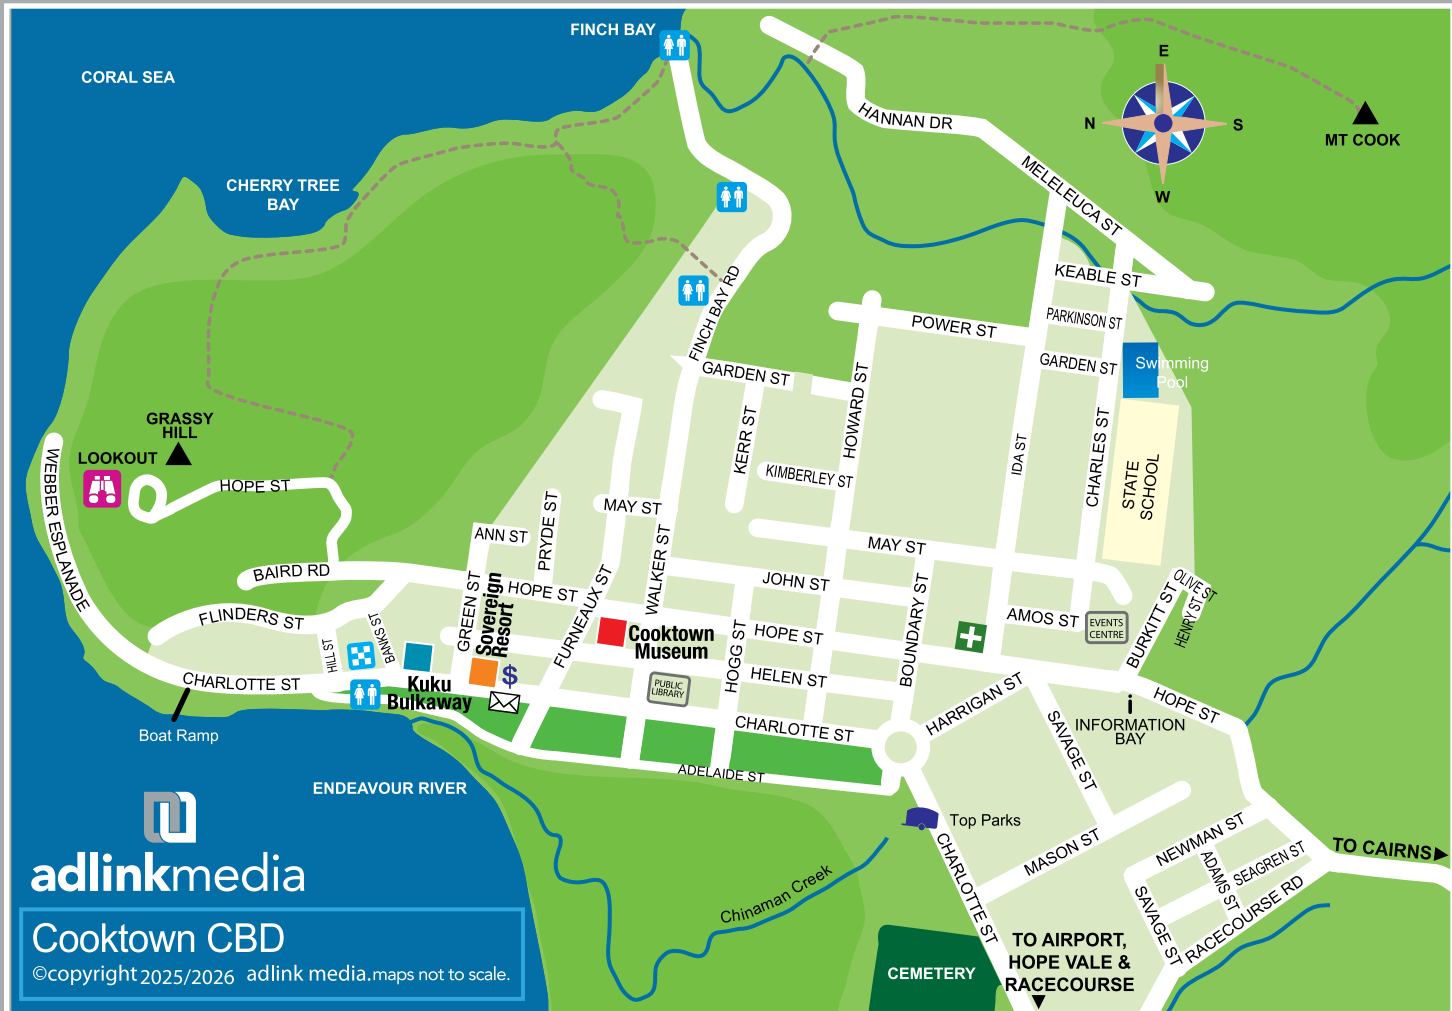 FINCH BAY
CORAL SEA
E
N
S
W
MT COOK
HANNAN DR
MELELEUCA ST
CHERRY TREE
BAY
KEABLE ST
FINCH BAY RD
PARKINSON ST
POWER ST
GARDEN ST
Swimming
Pool
GARDEN ST
HOWARD ST
KERR ST
IDA ST
CHARLES ST
STATE
SCHOOL
GRASSY
HILL
LOOKOUT
HOPE ST
WEBBER ESPLANADE
KIMBERLEY ST
MAY ST
PRYDE ST
ANN ST
WALKER ST
MAY ST
BAIRD RD
HOPE ST
JOHN ST
OLIVE ST
HENRY ST
BURKITT ST
FLINDERS ST
GREEN ST
Sovereign
Resort
FURNEAUX ST
BOUNDARY ST
AMOS ST
EVENTS
CENTRE
HILL ST
BANKS ST
Cooktown
Museum
HOGG ST
HOPE ST
HELEN ST
$
PUBLIC
LIBRARY
Kuku
Bulkaway
CHARLOTTE ST
HARRIGAN ST
HOPE ST
i
INFORMATION
BAY
SAVAGE ST
Boat Ramp
CHARLOTTE ST
ADELAIDE ST
ENDEAVOUR RIVER
Top Parks
MASON ST
NEWMAN ST
ADAMS ST
SEAGREN ST
TO CAIRNS
CHARLOTTE ST
SAVAGE ST
RACECOURSE RD
Chinaman Creek
adlinkmedia
Cooktown CBD
©copyright 2025/2026 adlink media.maps not to scale.
CEMETERY
TO AIRPORT,
HOPE VALE &
RACECOURSE